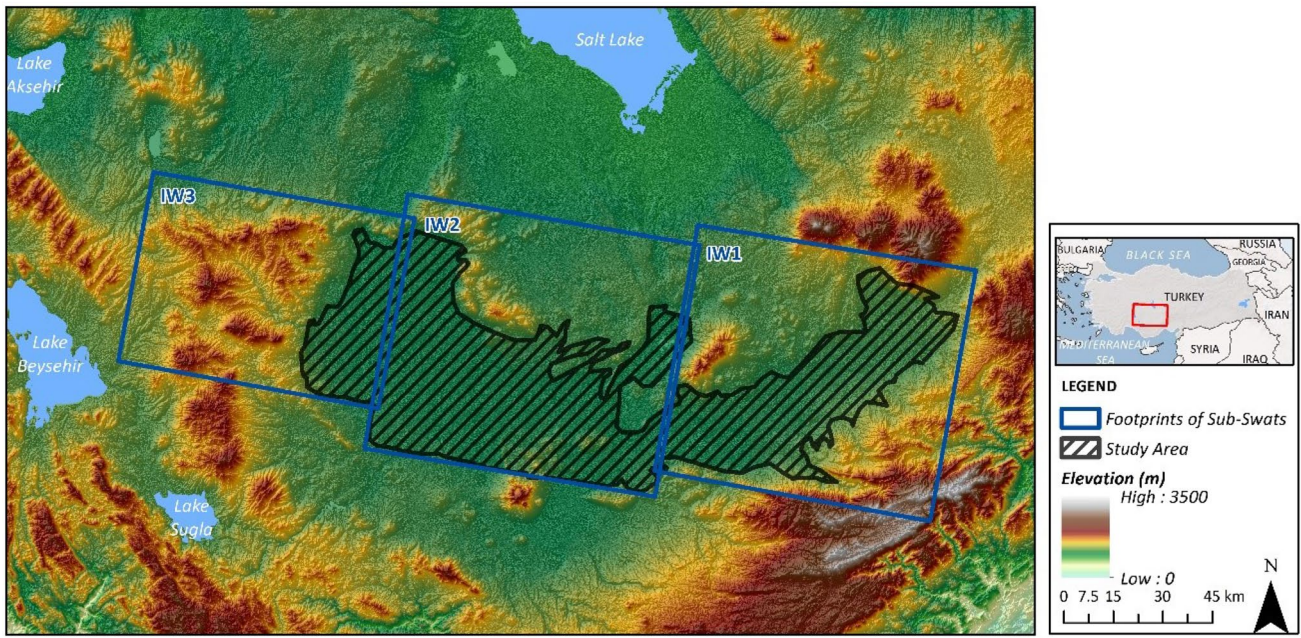 Salt Lake
Lake
Aksehir
IW3
IW2
IW1
Lake
Beysehir
Lake
Sugla
BULGARIA
BLACK SEA
RUSSIA
GEORGIA
TURKEY
IRAN
MEDITERRANEAN
SEA
SYRIA
IRAQ
LEGEND
Footprints of Sub-Swats
Study Area
Elevation (m)
High : 3500
Low : 0
N
0 7.5 15 30 45 km